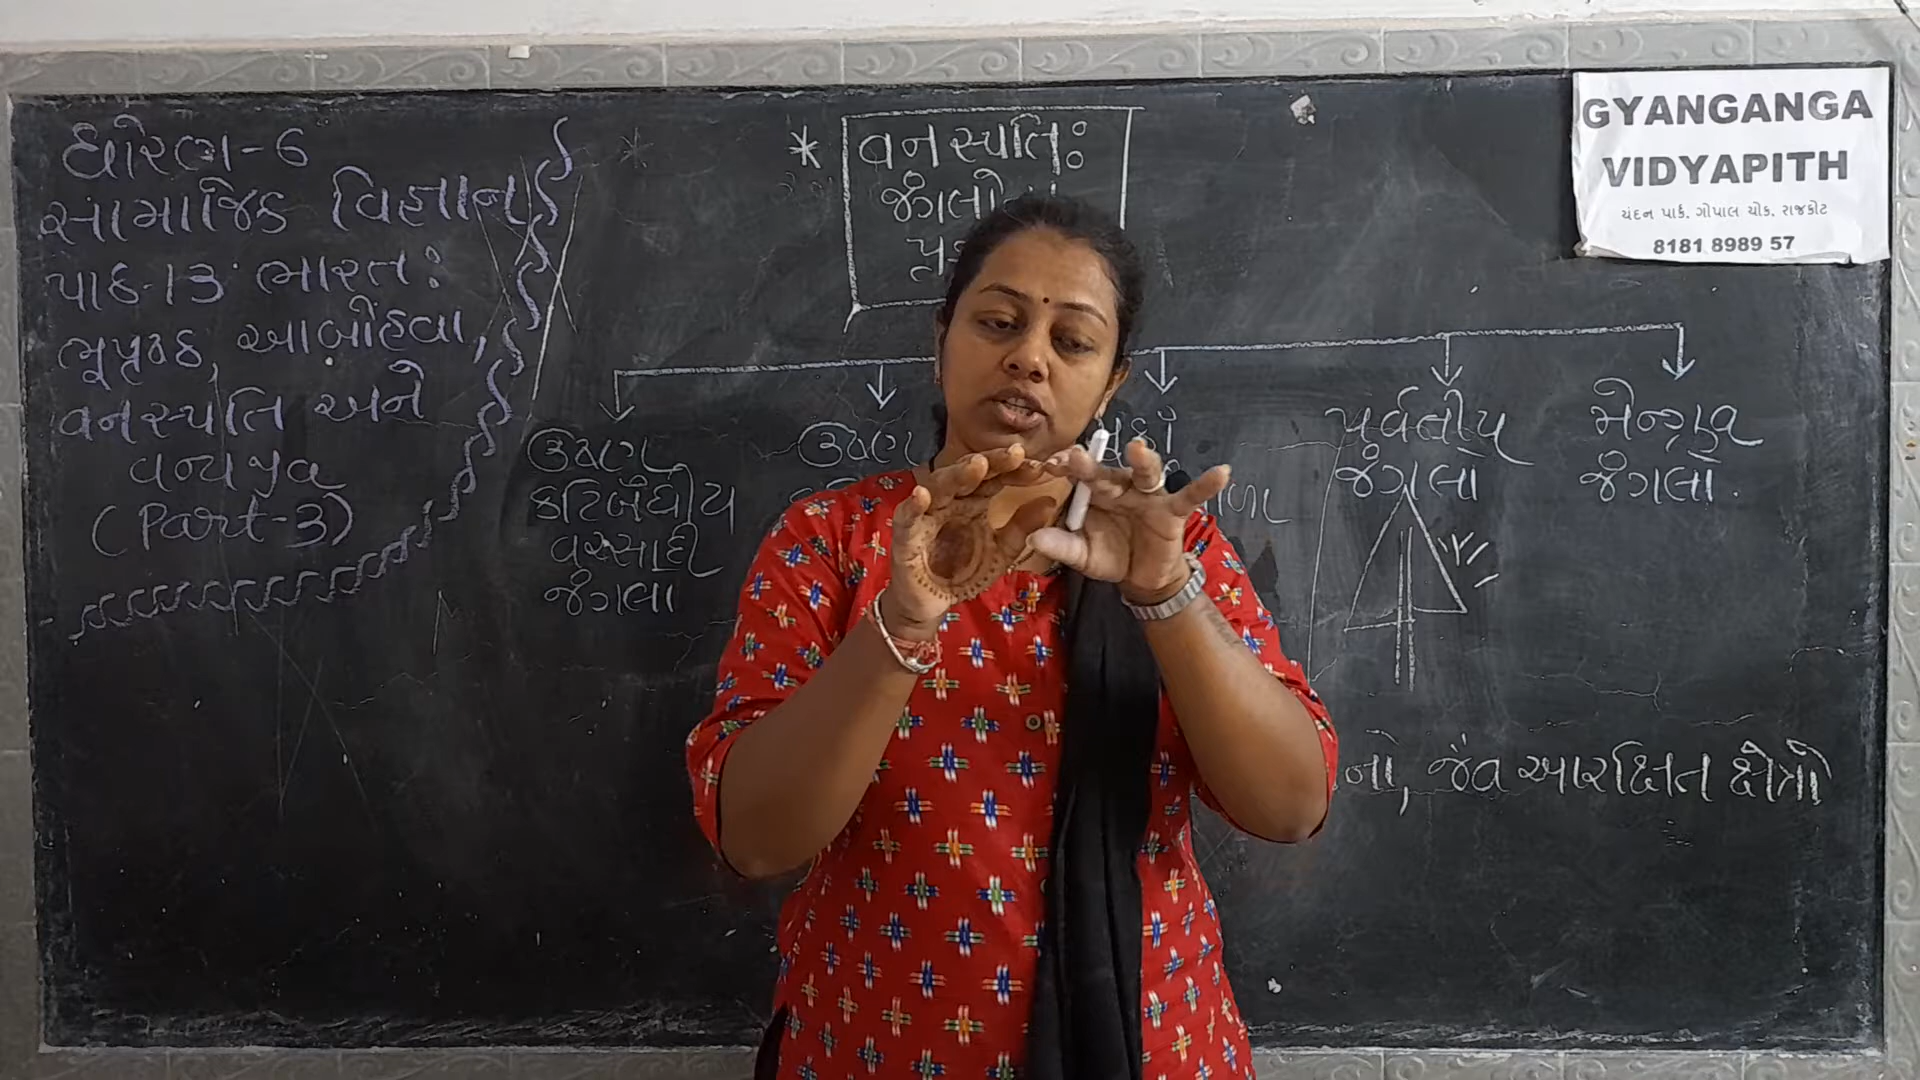 ધોરણ-6
સામાજિક વિજ્ઞાન
પાઠ-13 ભારત:
ભૂપૃષ્ઠ, આબોહવા,
વનસ્પતિ અને
વન્યજીવ
(Part-3)
* વનસ્પતિ:
ઉષ્ણ
કટિબંધીય
વરસાદી
જંગલો
ઉષ્ણ
પર્વતીય
જંગલો
મેન્ગ્રુવ
જંગલો.
જૈવ આરક્ષિત ક્ષેત્રો
GYANGANGA
VIDYAPITH
ચંદન પાર્ક. ગોપાલ ચોક. રાજકોટ
8181 8989 57